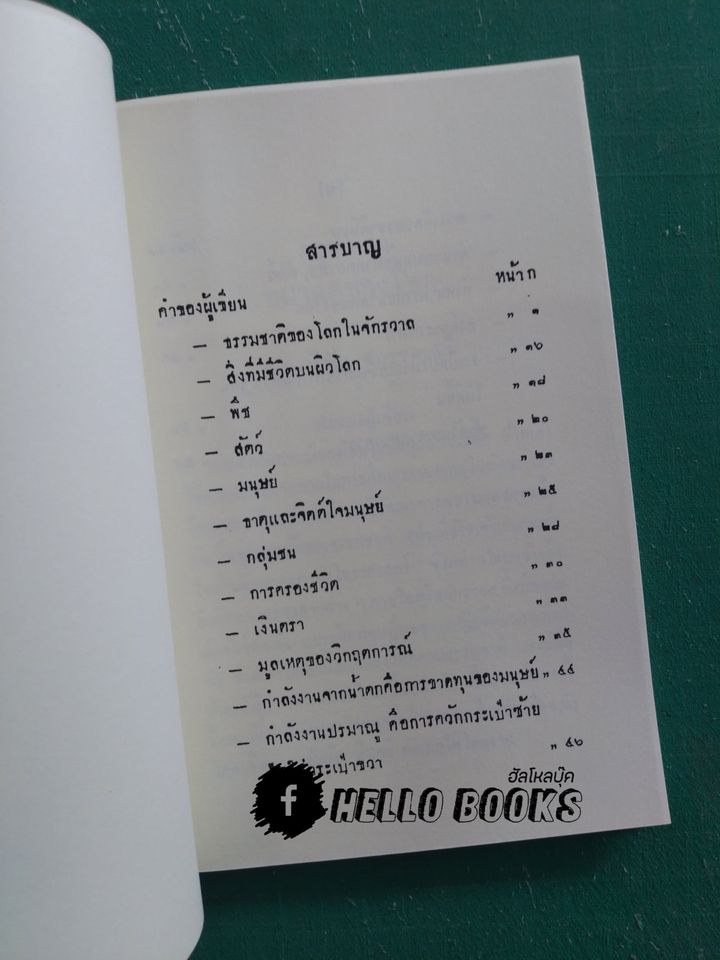 สารบาญ
คำของผู้เขียน หน้า ก
— ธรรมชาติของโลกในจักรวาล " ๑
— สิ่งที่มีชีวิตบนผิวโลก " ๑๖
— พืช " ๑๘
— สัตว์ " ๒๐
— มนุษย์ " ๒๓
— ธาตุและจิตต์ใจมนุษย์ " ๒๕
— กลุ่มชน " ๒๘
— การครองชีวิต " ๓๐
— เงินตรา " ๓๓
— มูลเหตุของวิกฤตการณ์ " ๓๕
— กำลังงานจากน้ำตกคือการขาดทุนของมนุษย์ " ๔๔
— กำลังงานปรมาณู คือการควักกระเป๋าซ้าย
กระเป๋าขวา " ๔๖
ฮัลโหลบุ๊ค
f HELLO BOOKS